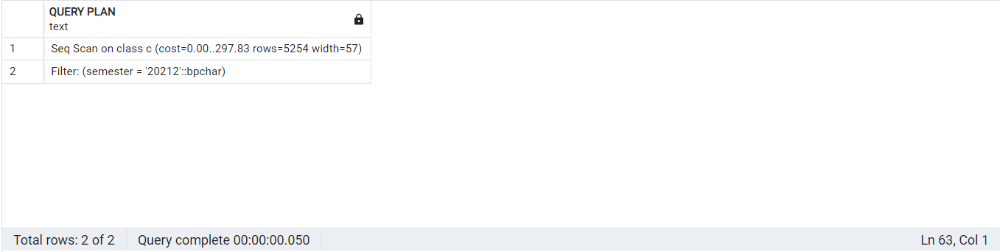 QUERY PLAN
text
1 Seq Scan on class c (cost=0.00..297.83 rows=5254 width=57)
2 Filter: (semester = '20212'::bpchar)
Total rows: 2 of 2 Query complete 00:00:00.050 Ln 63, Col 1